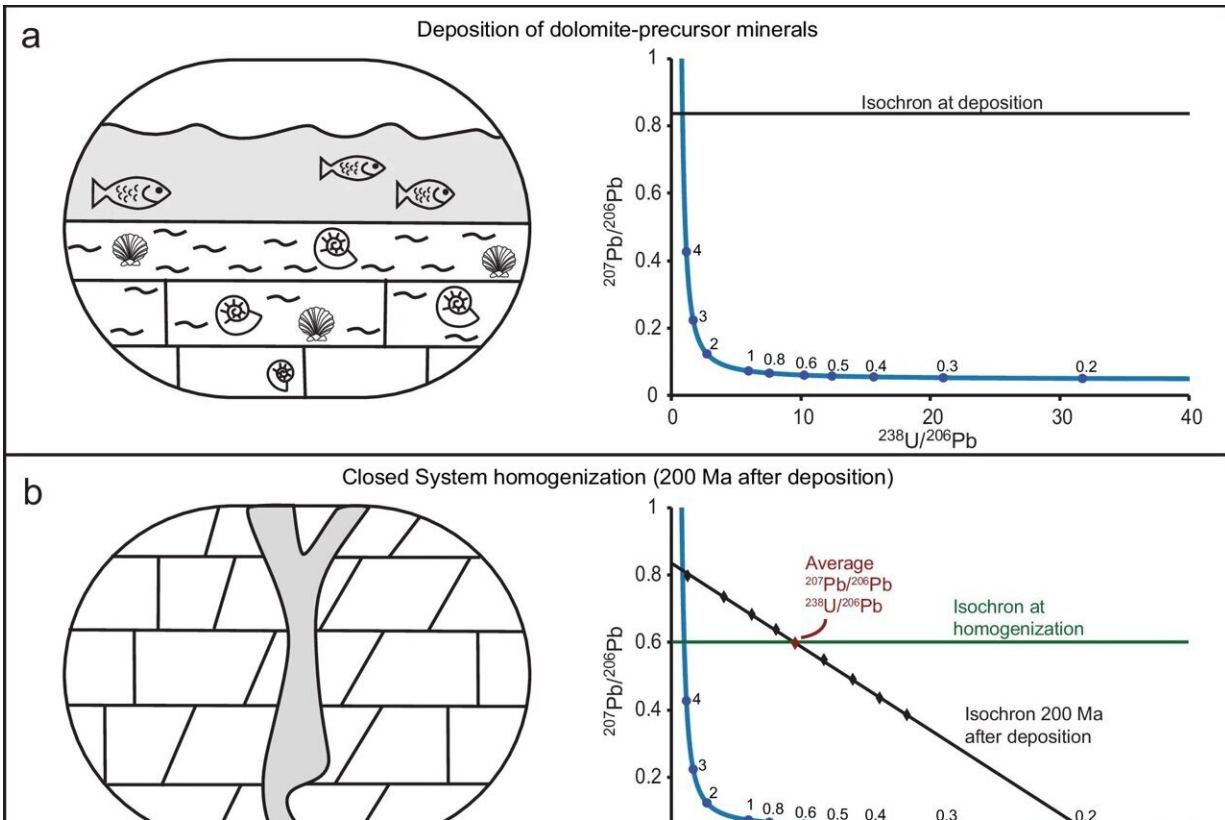 a
Deposition of dolomite-precursor minerals
1
0.8
0.6
0.4
0.2
0
207Pb/206Pb
Isochron at deposition
4
3
2
1 0.8 0.6 0.5 0.4 0.3 0.2
0 10 20 30 40
238U/206Pb
b
Closed System homogenization (200 Ma after deposition)
1
0.8
0.6
0.4
0.2
207Pb/206Pb
Average
207Pb/206Pb
238U/206Pb
Isochron at
homogenization
Isochron 200 Ma
after deposition
4
3
2
1 0.8 0.6 0.5 0.4 0.3 0.2